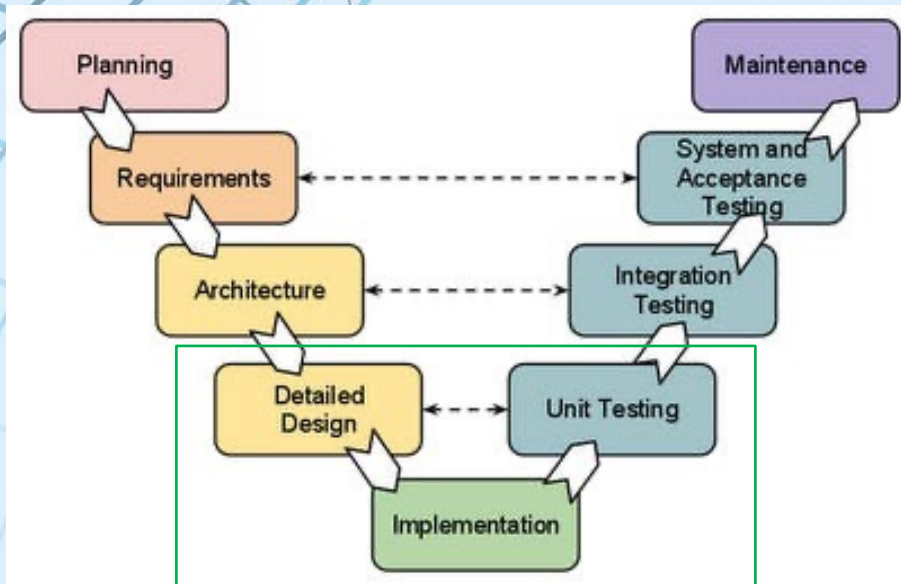 Planning
Maintenance
Requirements
System and
Acceptance
Testing
Architecture
Integration
Testing
Detailed
Design
Unit Testing
Implementation